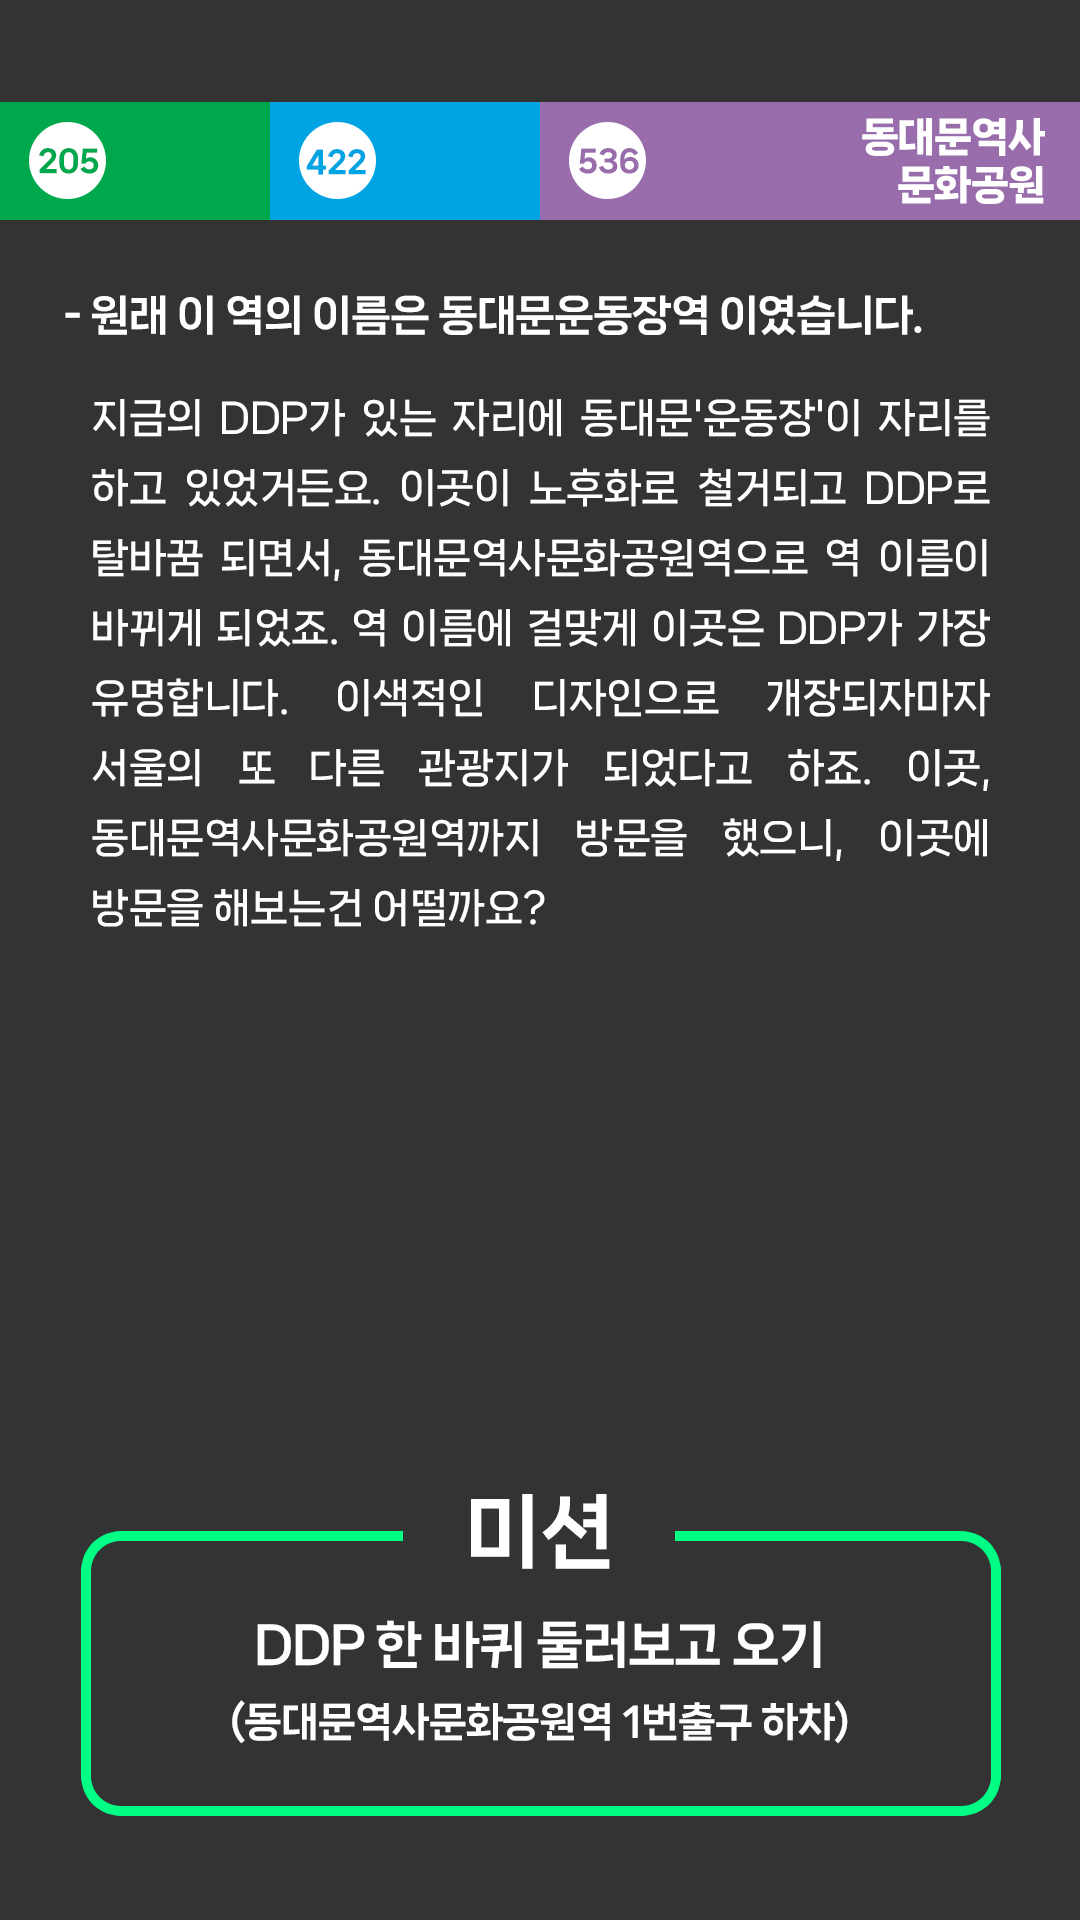 205
422
536
동대문역사
문화공원
- 원래 이 역의 이름은 동대문운동장역 이였습니다.
지금의 DDP가 있는 자리에 동대문'운동장'이 자리를
하고 있었거든요. 이곳이 노후화로 철거되고 DDP로
탈바꿈 되면서, 동대문역사문화공원역으로 역 이름이
바뀌게 되었죠. 역 이름에 걸맞게 이곳은 DDP가 가장
유명합니다. 이색적인 디자인으로 개장되자마자
서울의 또 다른 관광지가 되었다고 하죠. 이곳,
동대문역사문화공원역까지 방문을 했으니, 이곳에
방문을 해보는건 어떨까요?
미션
DDP 한 바퀴 둘러보고 오기
(동대문역사문화공원역 1번출구 하차)